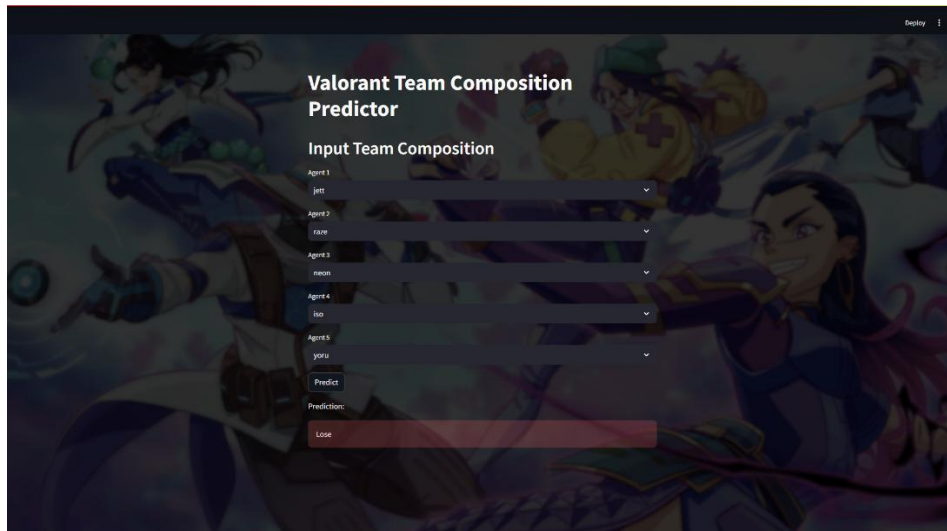 Deploy
Valorant Team Composition
Predictor
Input Team Composition
Agent 1
jett
Agent 2
raze
Agent 3
neon
Agent 4
iso
Agent 5
yoru
Predict
Prediction:
Lose